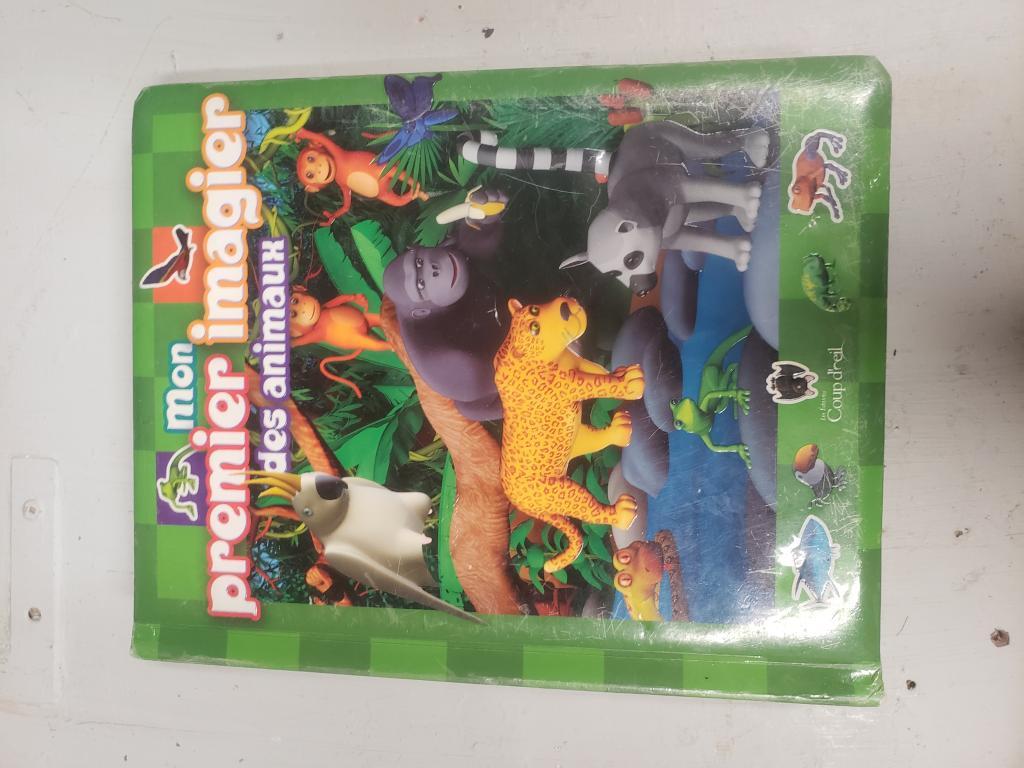 mon
premier imagier
des animaux
Les Éditions
Coup d'œil